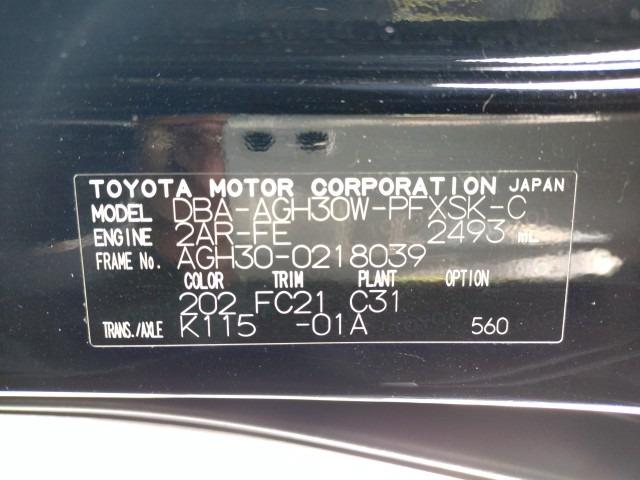 TOYOTA MOTOR CORPORATION JAPAN
MODEL DBA-AGH30W-PFXSK-C
ENGINE 2AR-FE 2493 mL
FRAME No. AGH30-0218039
COLOR TRIM PLANT OPTION
202 FC21 C31
TRANS./AXLE K115 -01A 560